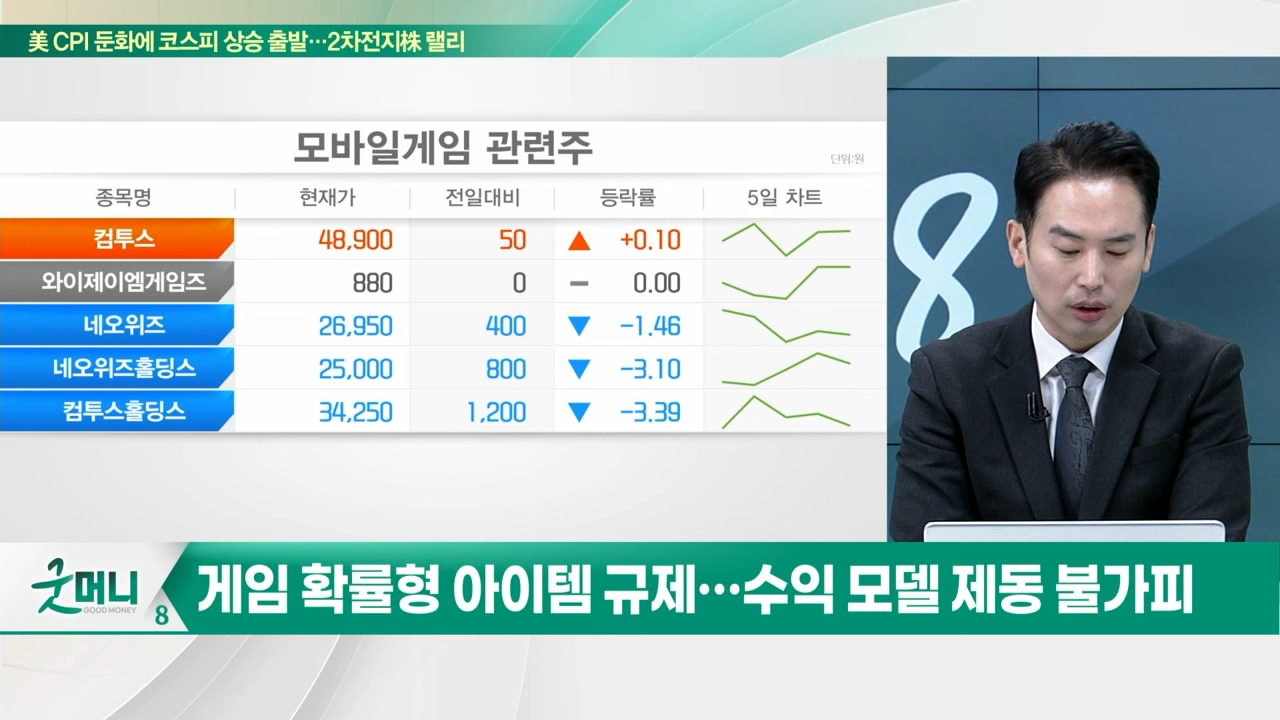 美 CPI 둔화에 코스피 상승 출발…2차전지株 랠리
모바일게임 관련주
단위:원
종목명 현재가 전일대비 등락률 5일 차트
컴투스 48,900 50 ▲ +0.10
와이제이엠게임즈 880 0 － 0.00
네오위즈 26,950 400 ▼ −1.46
네오위즈홀딩스 25,000 800 ▼ −3.10
컴투스홀딩스 34,250 1,200 ▼ −3.39
8
굿머니
GOOD MONEY
8
게임 확률형 아이템 규제…수익 모델 제동 불가피